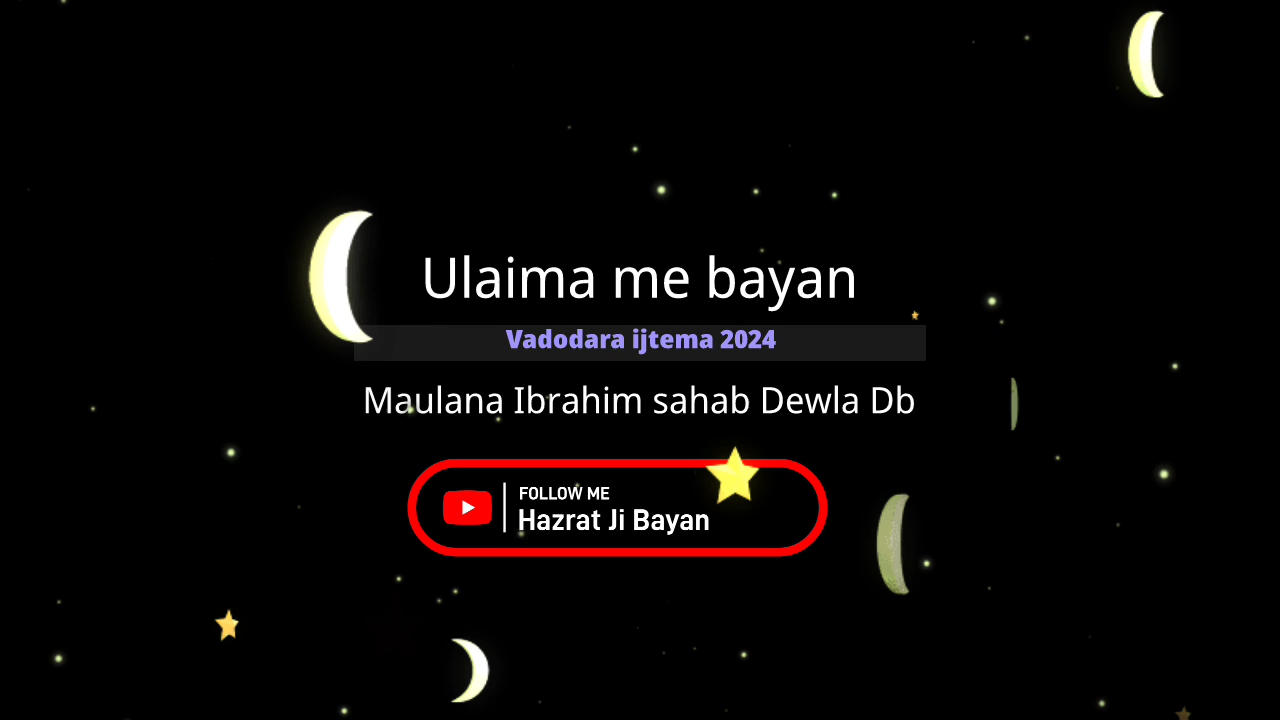 Ulaima me bayan
Vadodara ijtema 2024
Maulana Ibrahim sahab Dewla Db
FOLLOW ME
Hazrat Ji Bayan